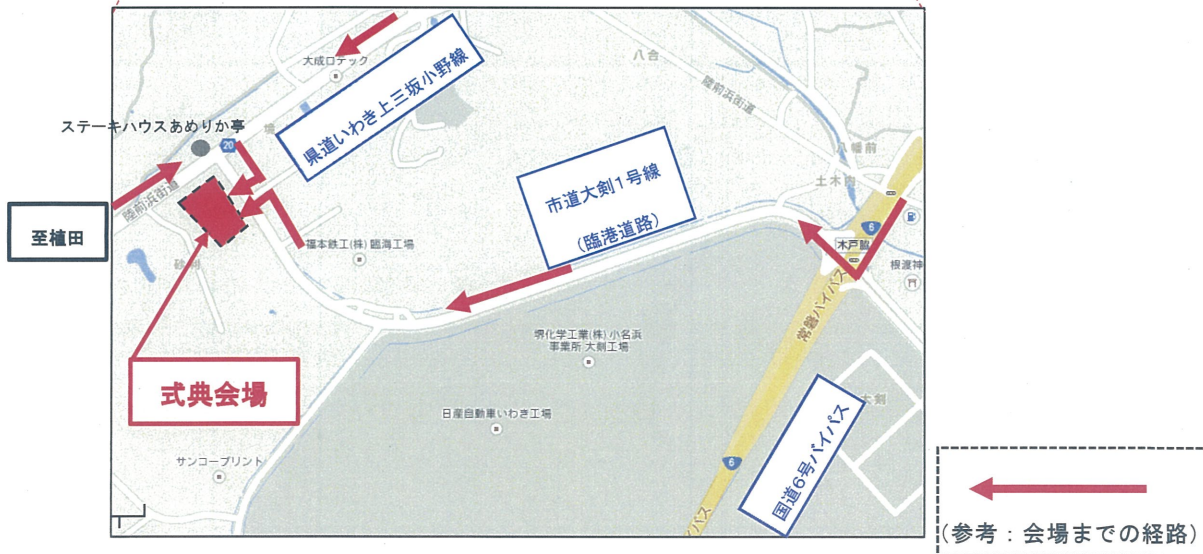 大成ロテック
八合
陸前浜街道
県道いわき上三坂小野線
ステーキハウスあめりか亭
境
20
八幡前
土木内
市道大剣1号線
(臨港道路)
陸前浜街道
至植田
6
木戸脇
根渡神
福本鉄工(株) 臨海工場
砂利
常磐バイパス
堺化学工業(株) 小名浜
事業所 大剣工場
式典会場
大剣
日産自動車いわき工場
国道6号バイパス
サンコープリント
6
バイパス
(参考：会場までの経路)